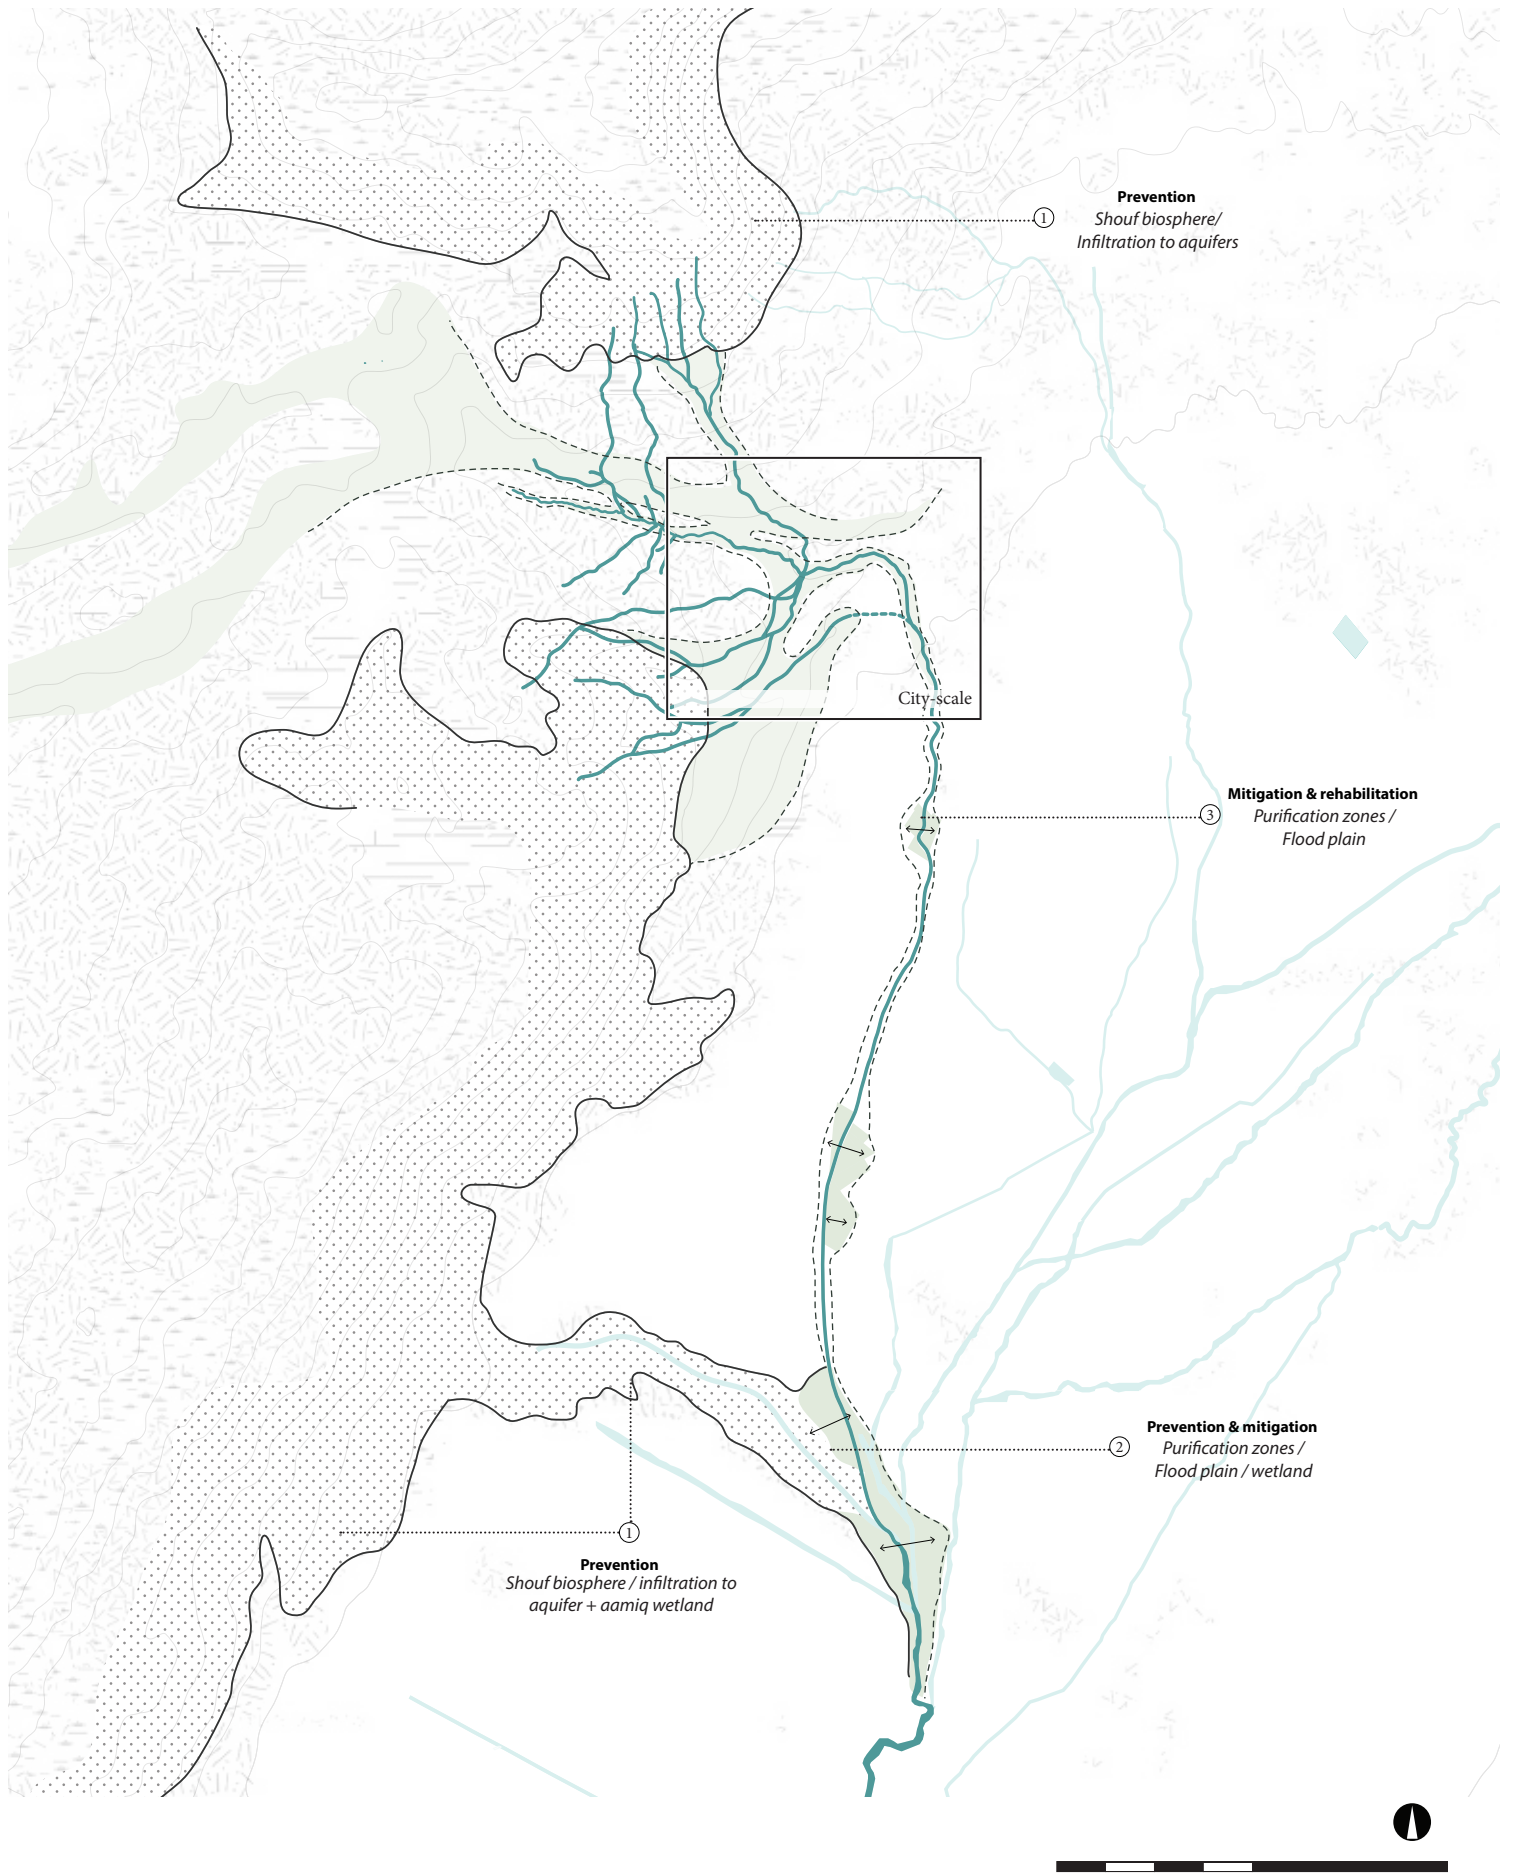 1
Prevention
Shouf biosphere/
Infiltration to aquifers
City-scale
3
Mitigation & rehabilitation
Purification zones /
Flood plain
2
Prevention & mitigation
Purification zones /
Flood plain / wetland
1
Prevention
Shouf biosphere / infiltration to
aquifer + aamiq wetland